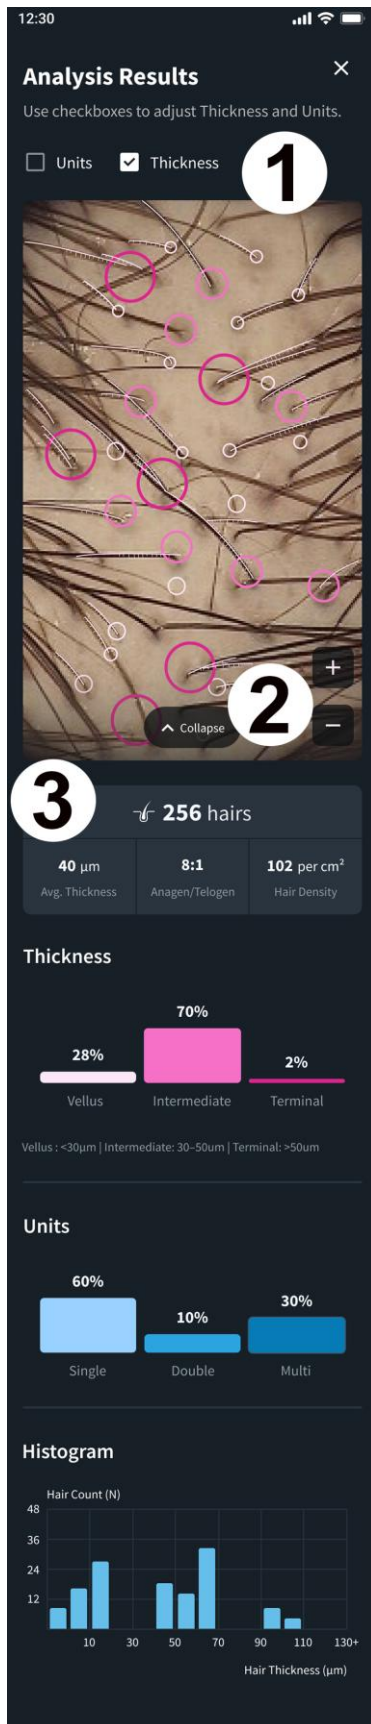 12:30
Analysis Results
Use checkboxes to adjust Thickness and Units.
Units Thickness
1
+
2
Collapse
−
3
256 hairs
40 μm 8:1 102 per cm²
Avg. Thickness Anagen/Telogen Hair Density
Thickness
70%
28%
2%
Vellus Intermediate Terminal
Vellus : <30μm | Intermediate: 30–50um | Terminal: >50um
Units
60%
30%
10%
Single Double Multi
Histogram
Hair Count (N)
48
36
24
12
10 30 50 70 90 110 130+
Hair Thickness (μm)